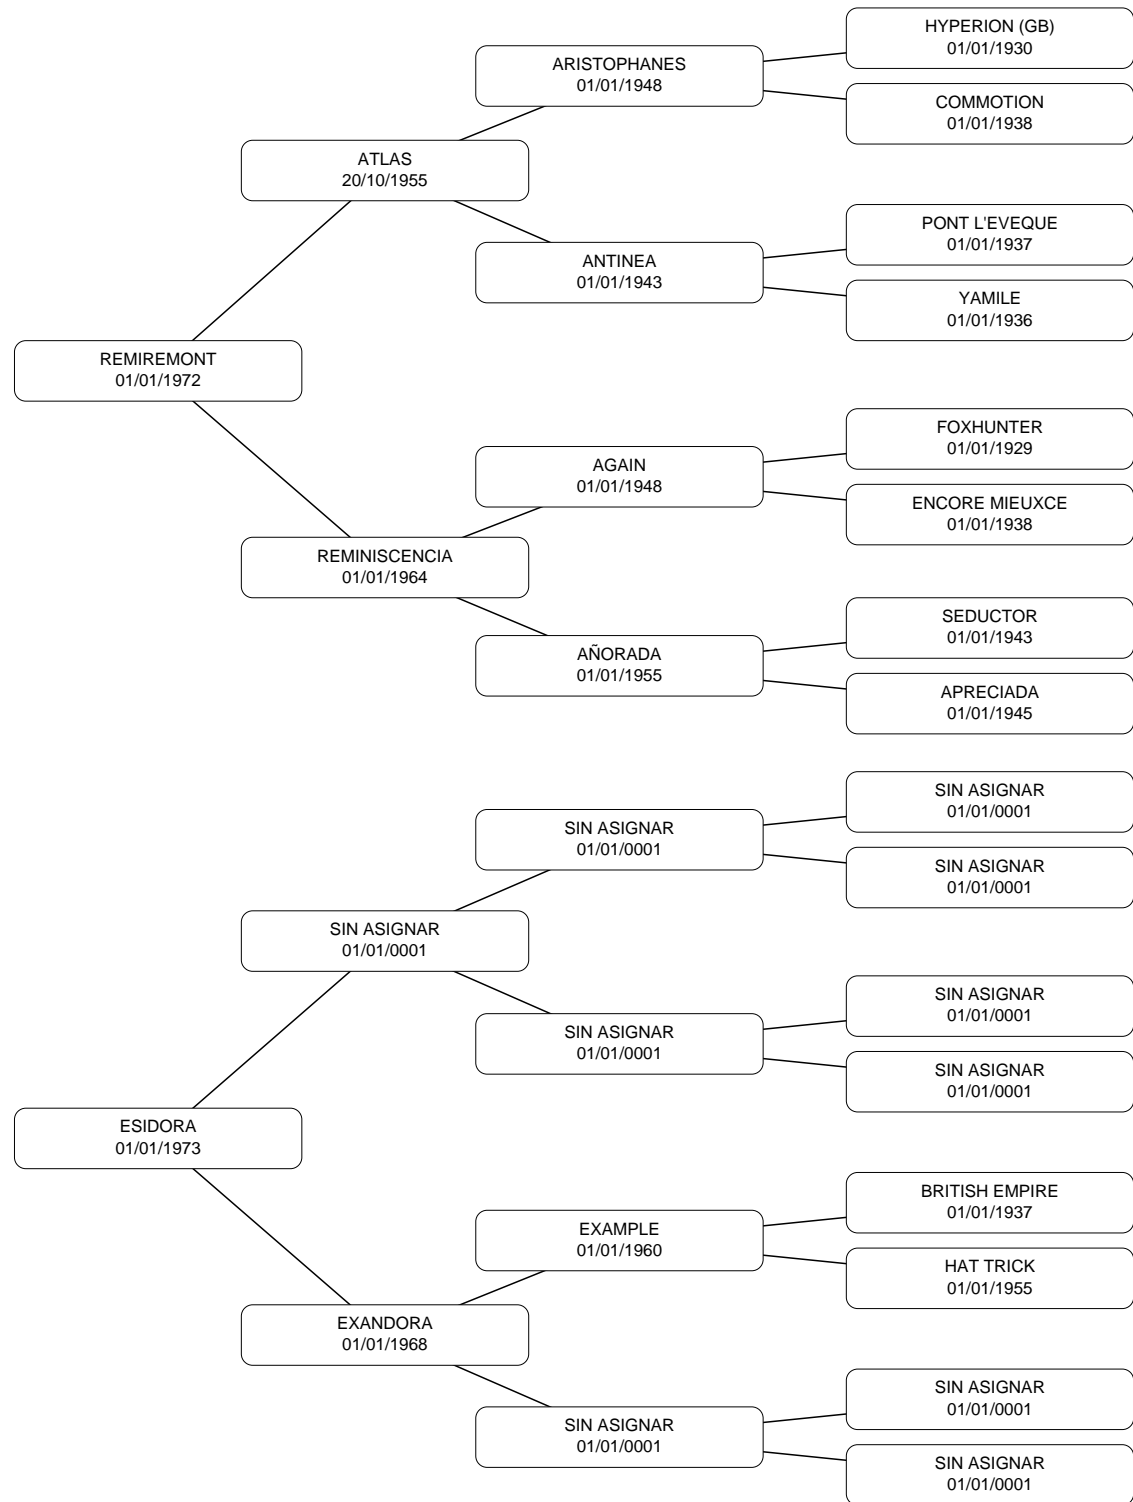 HYPERION (GB)
01/01/1930
ARISTOPHANES
01/01/1948
COMMOTION
01/01/1938
ATLAS
20/10/1955
PONT L'EVEQUE
01/01/1937
ANTINEA
01/01/1943
YAMILE
01/01/1936
REMIREMONT
01/01/1972
FOXHUNTER
01/01/1929
AGAIN
01/01/1948
ENCORE MIEUXCE
01/01/1938
REMINISCENCIA
01/01/1964
SEDUCTOR
01/01/1943
AÑORADA
01/01/1955
APRECIADA
01/01/1945
SIN ASIGNAR
01/01/0001
SIN ASIGNAR
01/01/0001
SIN ASIGNAR
01/01/0001
SIN ASIGNAR
01/01/0001
SIN ASIGNAR
01/01/0001
SIN ASIGNAR
01/01/0001
SIN ASIGNAR
01/01/0001
ESIDORA
01/01/1973
BRITISH EMPIRE
01/01/1937
EXAMPLE
01/01/1960
HAT TRICK
01/01/1955
EXANDORA
01/01/1968
SIN ASIGNAR
01/01/0001
SIN ASIGNAR
01/01/0001
SIN ASIGNAR
01/01/0001